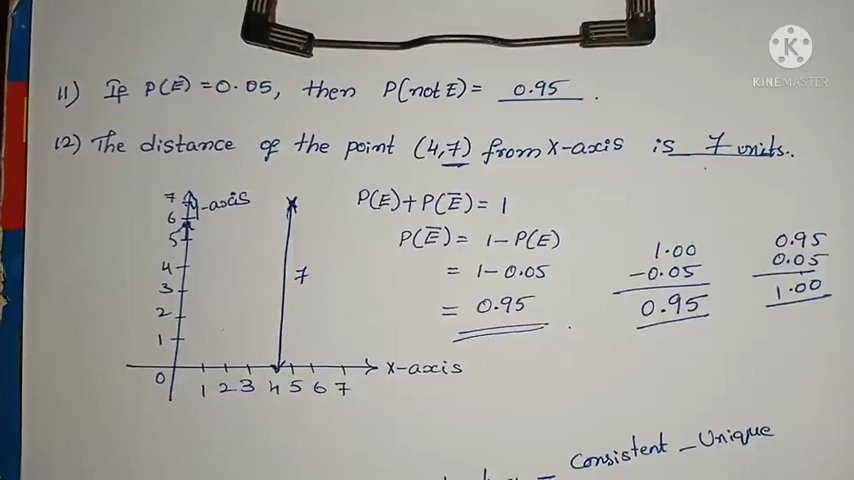 KINEMASTER
11) If P(E) = 0.05, then P(not E) = 0.95.
12) The distance of the point (4,7) from X-axis is 7 units.
7 Y-axis
6
5
4
3
2
1
0
1 2 3 4 5 6 7 X-axis
7
P(E) + P(E̅) = 1
P(E̅) = 1 - P(E)
= 1 - 0.05
= 0.95
1.00
-0.05
0.95
0.95
0.05
1.00
Consistent - Unique